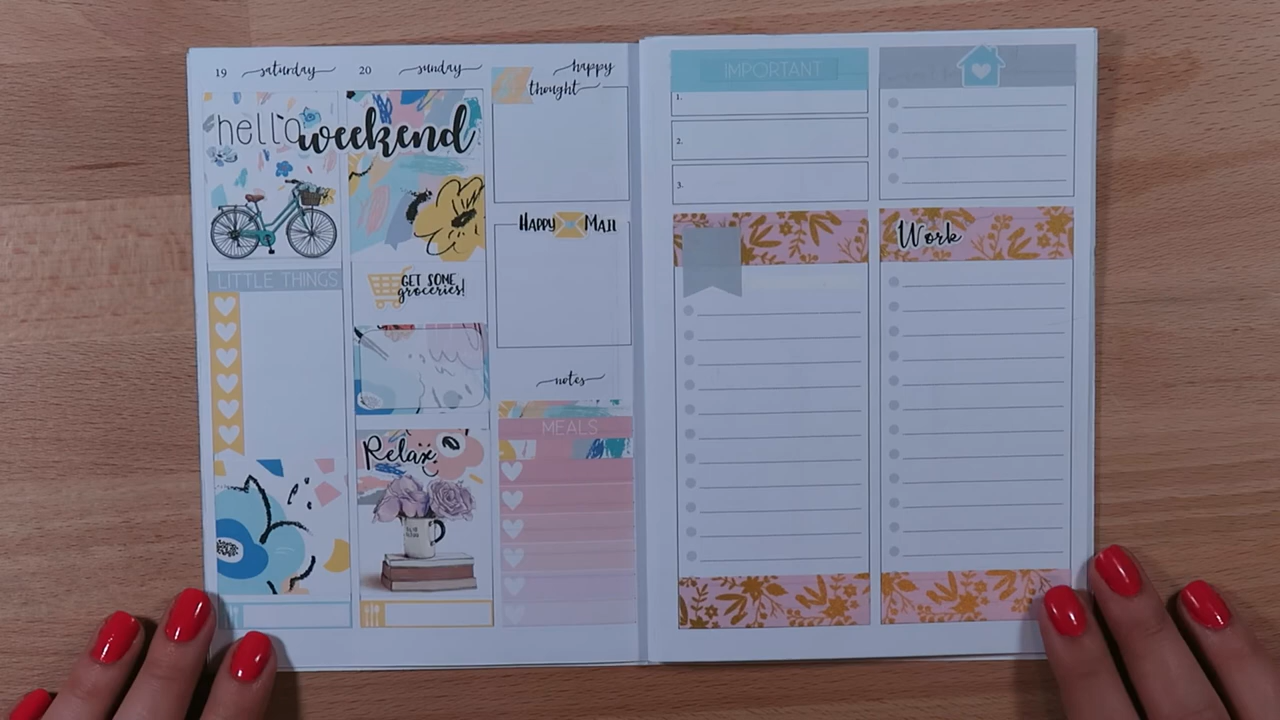 19 saturday
20 sunday
happy thought
hello weekend
LITTLE THINGS
GET SOME
groceries!
Relax
HAPPY MAIL
notes
MEALS
IMPORTANT
1.
2.
3.
Work